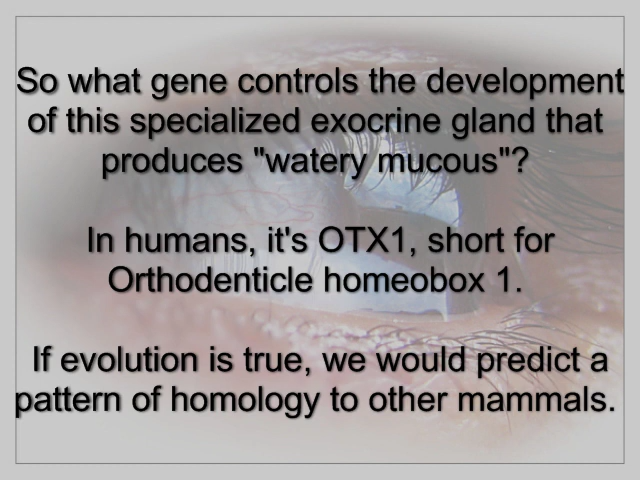 So what gene controls the development
of this specialized exocrine gland that
produces "watery mucous"?
In humans, it's OTX1, short for
Orthodenticle homeobox 1.
If evolution is true, we would predict a
pattern of homology to other mammals.